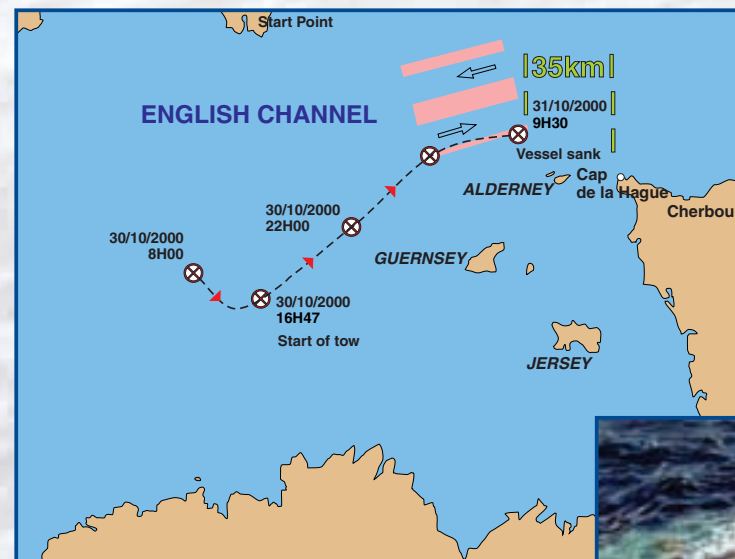 Start Point
35km
ENGLISH CHANNEL
31/10/2000
9H30
Vessel sank
Cap
de la Hague
ALDERNEY
Cherbou
30/10/2000
22H00
30/10/2000
8H00
GUERNSEY
30/10/2000
16H47
Start of tow
JERSEY